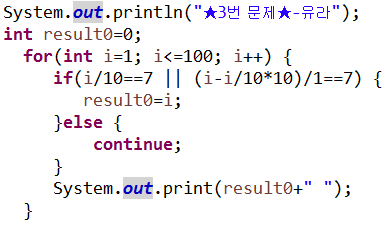 System.out.println("★3번 문제★-유라");
int result0=0;
for(int i=1; i<=100; i++) {
if(i/10==7 || (i-i/10*10)/1==7) {
result0=i;
}else {
continue;
}
System.out.print(result0+" ");
}